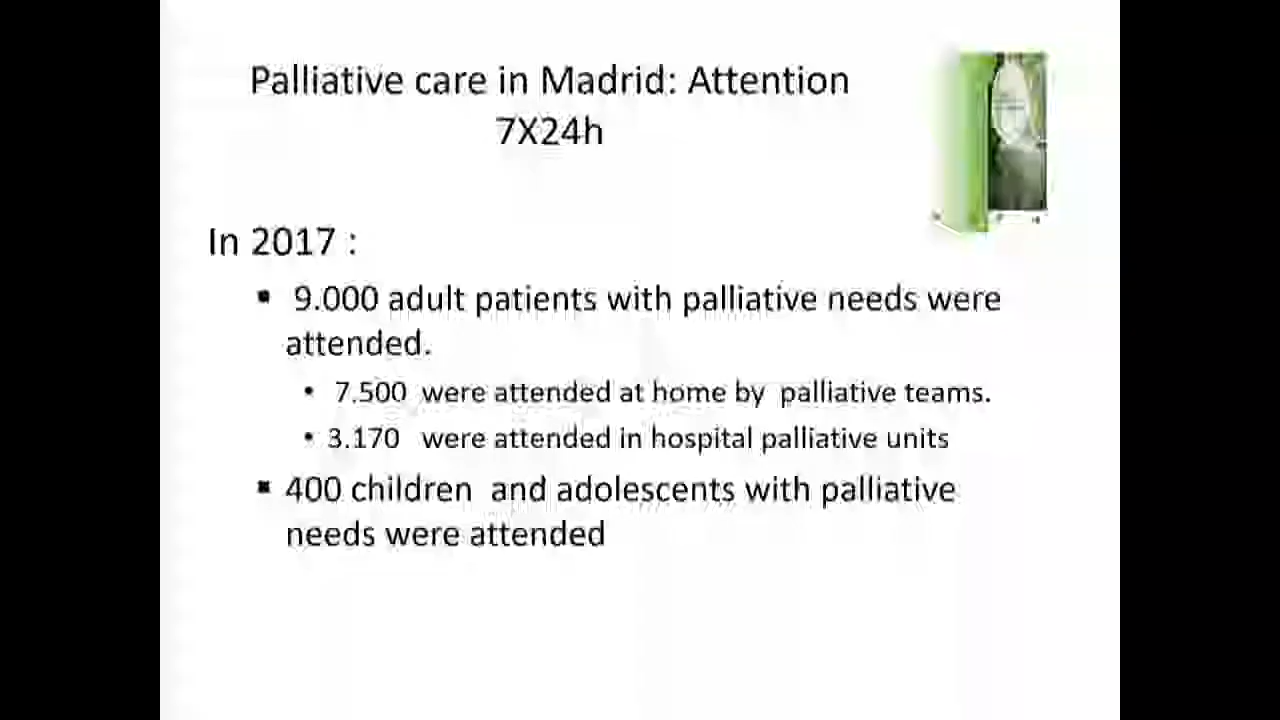 Palliative care in Madrid: Attention
7X24h
In 2017 :
▪ 9.000 adult patients with palliative needs were
attended.
• 7.500 were attended at home by palliative teams.
• 3.170 were attended in hospital palliative units
▪ 400 children and adolescents with palliative
needs were attended